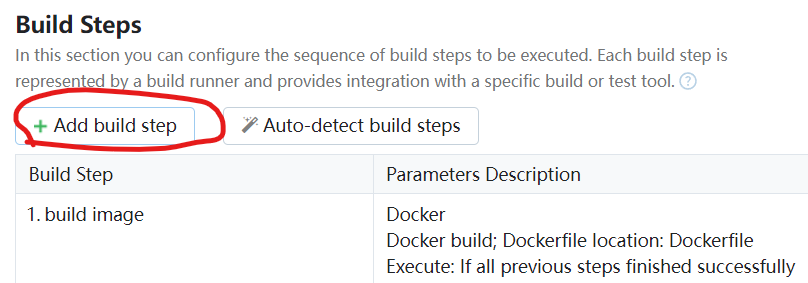 Build Steps
In this section you can configure the sequence of build steps to be executed. Each build step is
represented by a build runner and provides integration with a specific build or test tool. ?
+ Add build step Auto-detect build steps
Build Step Parameters Description
1. build image Docker
Docker build; Dockerfile location: Dockerfile
Execute: If all previous steps finished successfully